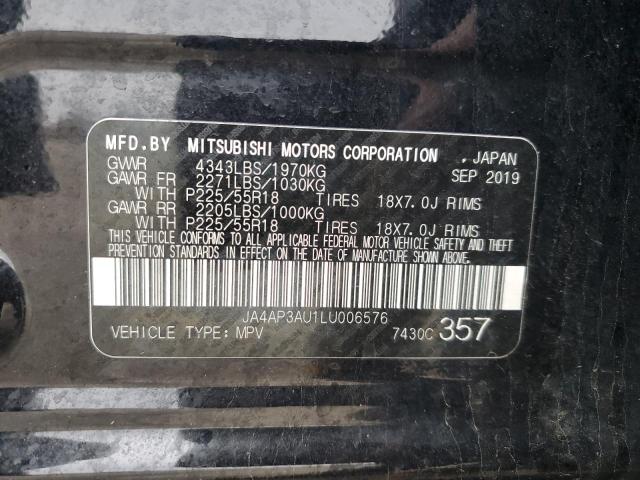 MFD.BY MITSUBISHI MOTORS CORPORATION , JAPAN
GVWR 4343LBS/1970KG SEP 2019
GAWR FR 2271LBS/1030KG
WITH P225/55R18 TIRES 18X7.0J RIMS
GAWR RR 2205LBS/1000KG
WITH P225/55R18 TIRES 18X7.0J RIMS
THIS VEHICLE CONFORMS TO ALL APPLICABLE FEDERAL MOTOR VEHICLE SAFETY AND THEFT
PREVENTION STANDARDS IN EFFECT ON THE DATE OF MANUFACTURE SHOWN ABOVE.
JA4AP3AU1LU006576
VEHICLE TYPE: MPV 7430C 357